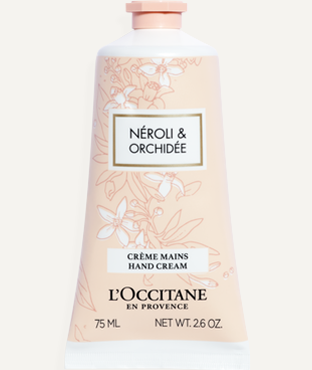 NÉROLI &
ORCHIDÉE
CRÈME MAINS
HAND CREAM
L'OCCITANE
EN PROVENCE
75 ML NET WT. 2.6 OZ.